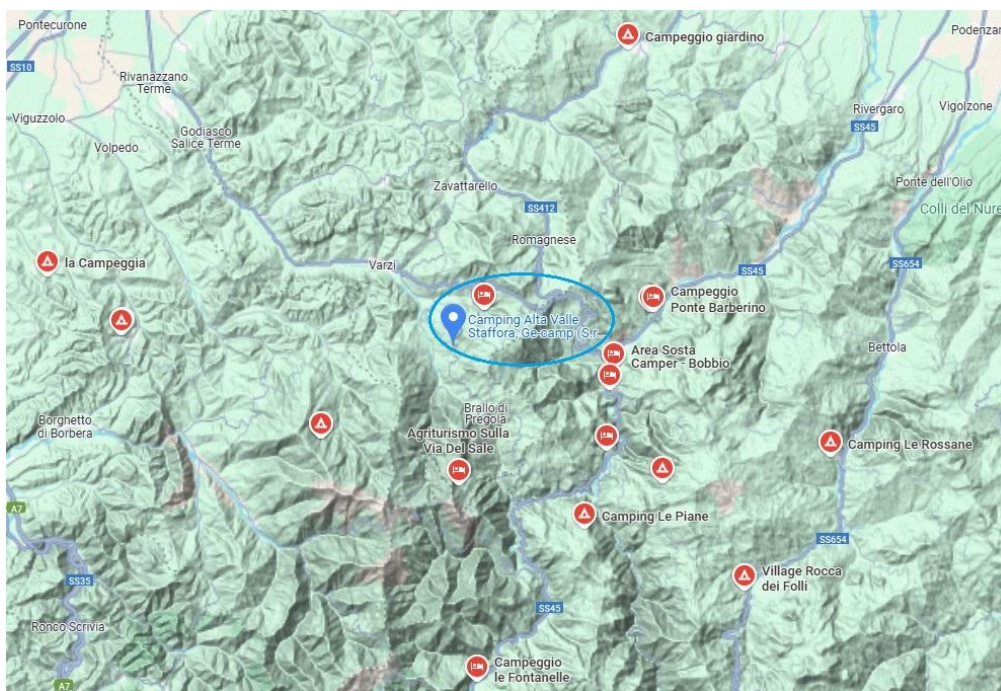 Pontecurone
Campeggio giardino
Podenzan
SS10
Rivanazzano
Terme
Viguzzolo
Rivergaro
Vigolzone
SS45
Godiasco
Salice Terme
Volpedo
Zavattarello
Ponte dell'Olio
SS412
Colli del Nure
Romagnese
la Campeggia
Varzi
SS45
SS654
Campeggio
Ponte Barberino
Camping Alta Valle
Staffora, Ge-camp (S.r...
Area Sosta
Camper - Bobbio
Bettola
Brallo di
Pregola
Borghetto
di Borbera
Agriturismo Sulla
Via Del Sale
Camping Le Rossane
A7
Camping Le Piane
SS654
SS35
Village Rocca
dei Folli
SS45
Ronco Scrivia
Campeggio
le Fontanelle
A7